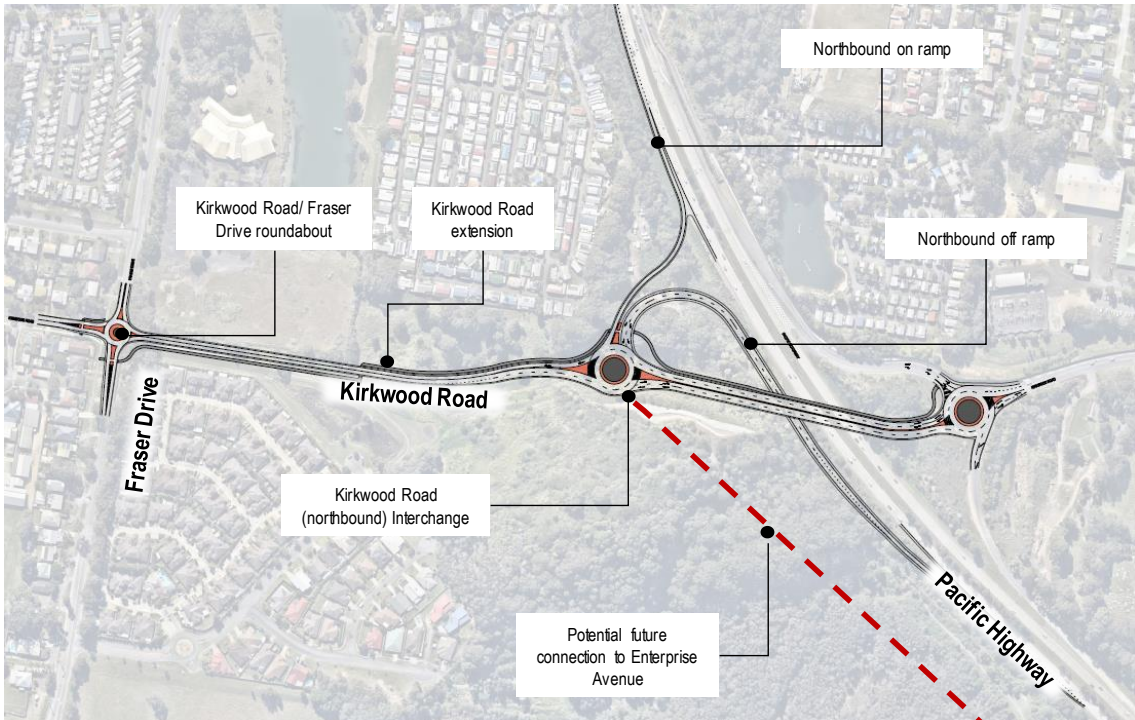 Northbound on ramp
Kirkwood Road/ Fraser
Drive roundabout
Kirkwood Road
extension
Northbound off ramp
Kirkwood Road
Fraser Drive
Kirkwood Road
(northbound) Interchange
Pacific Highway
Potential future
connection to Enterprise
Avenue